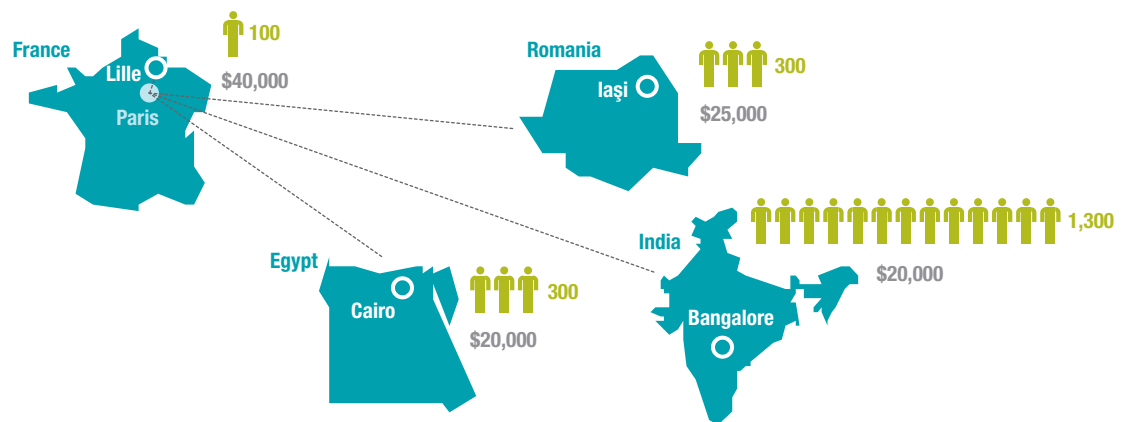 France
Lille
Paris
100
$40,000
Romania
Iaşi
300
$25,000
Egypt
Cairo
300
$20,000
India
Bangalore
1,300
$20,000